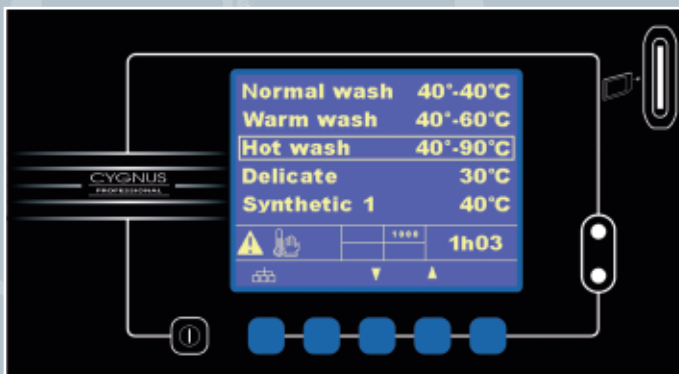 Normal wash 40°-40°C
Warm wash 40°-60°C
Hot wash 40°-90°C
Delicate 30°C
Synthetic 1 40°C
1000
1h03
CYGNUS
PROFESSIONAL